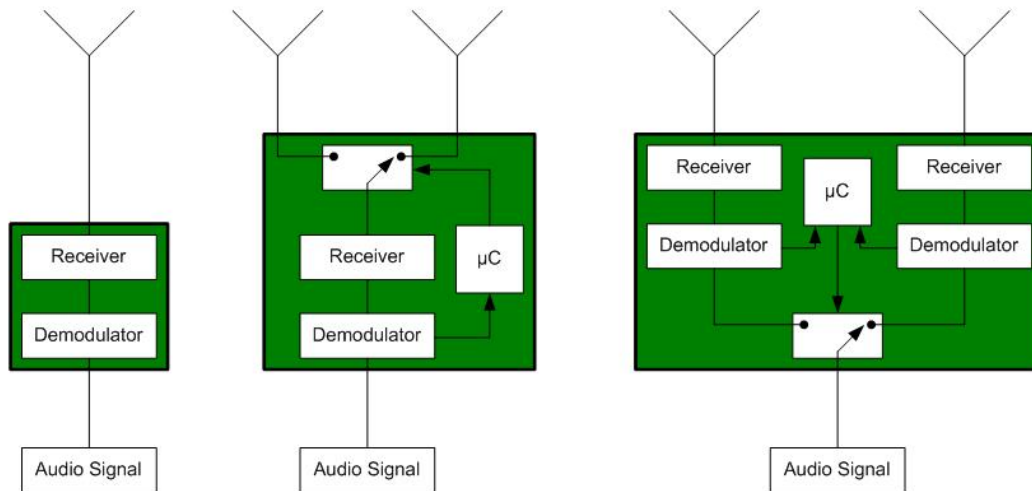 Receiver
Demodulator
Audio Signal
Receiver
µC
Demodulator
Audio Signal
Receiver
µC
Receiver
Demodulator
Demodulator
Audio Signal